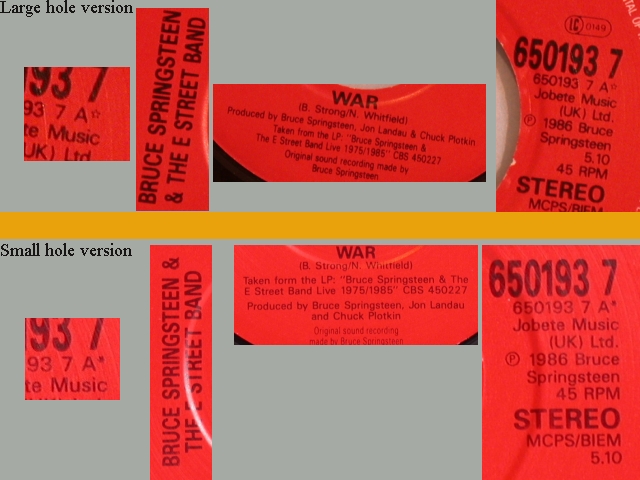 Large hole version
93 7
93 7 A☆
te Music
UK) Ltd.
BRUCE SPRINGSTEEN
& THE E STREET BAND
WAR
(B. Strong/N. Whitfield)
Produced by Bruce Springsteen, Jon Landau & Chuck Plotkin
Taken from the LP: "Bruce Springsteen &
The E Street Band Live 1975/1985" CBS 450227
Original sound recording made by
Bruce Springsteen
LC 0149
650193 7
650193 7 A☆
Jobete Music
(UK) Ltd.
℗ 1986 Bruce
Springsteen
5.10
45 RPM
STEREO
MCPS/BIEM
Small hole version
93 7
93 7 A*
te Music
BRUCE SPRINGSTEEN &
THE E STREET BAND
WAR
(B. Strong/N. Whitfield)
Taken form the LP: "Bruce Springsteen & The
E Street Band Live 1975/1985" CBS 450227
Produced by Bruce Springsteen, Jon Landau
and Chuck Plotkin
Original sound recording
made by Bruce Springsteen
650193 7
650193 7 A*
Jobete Music
(UK) Ltd.
℗ 1986 Bruce
Springsteen
45 RPM
STEREO
MCPS/BIEM
5.10